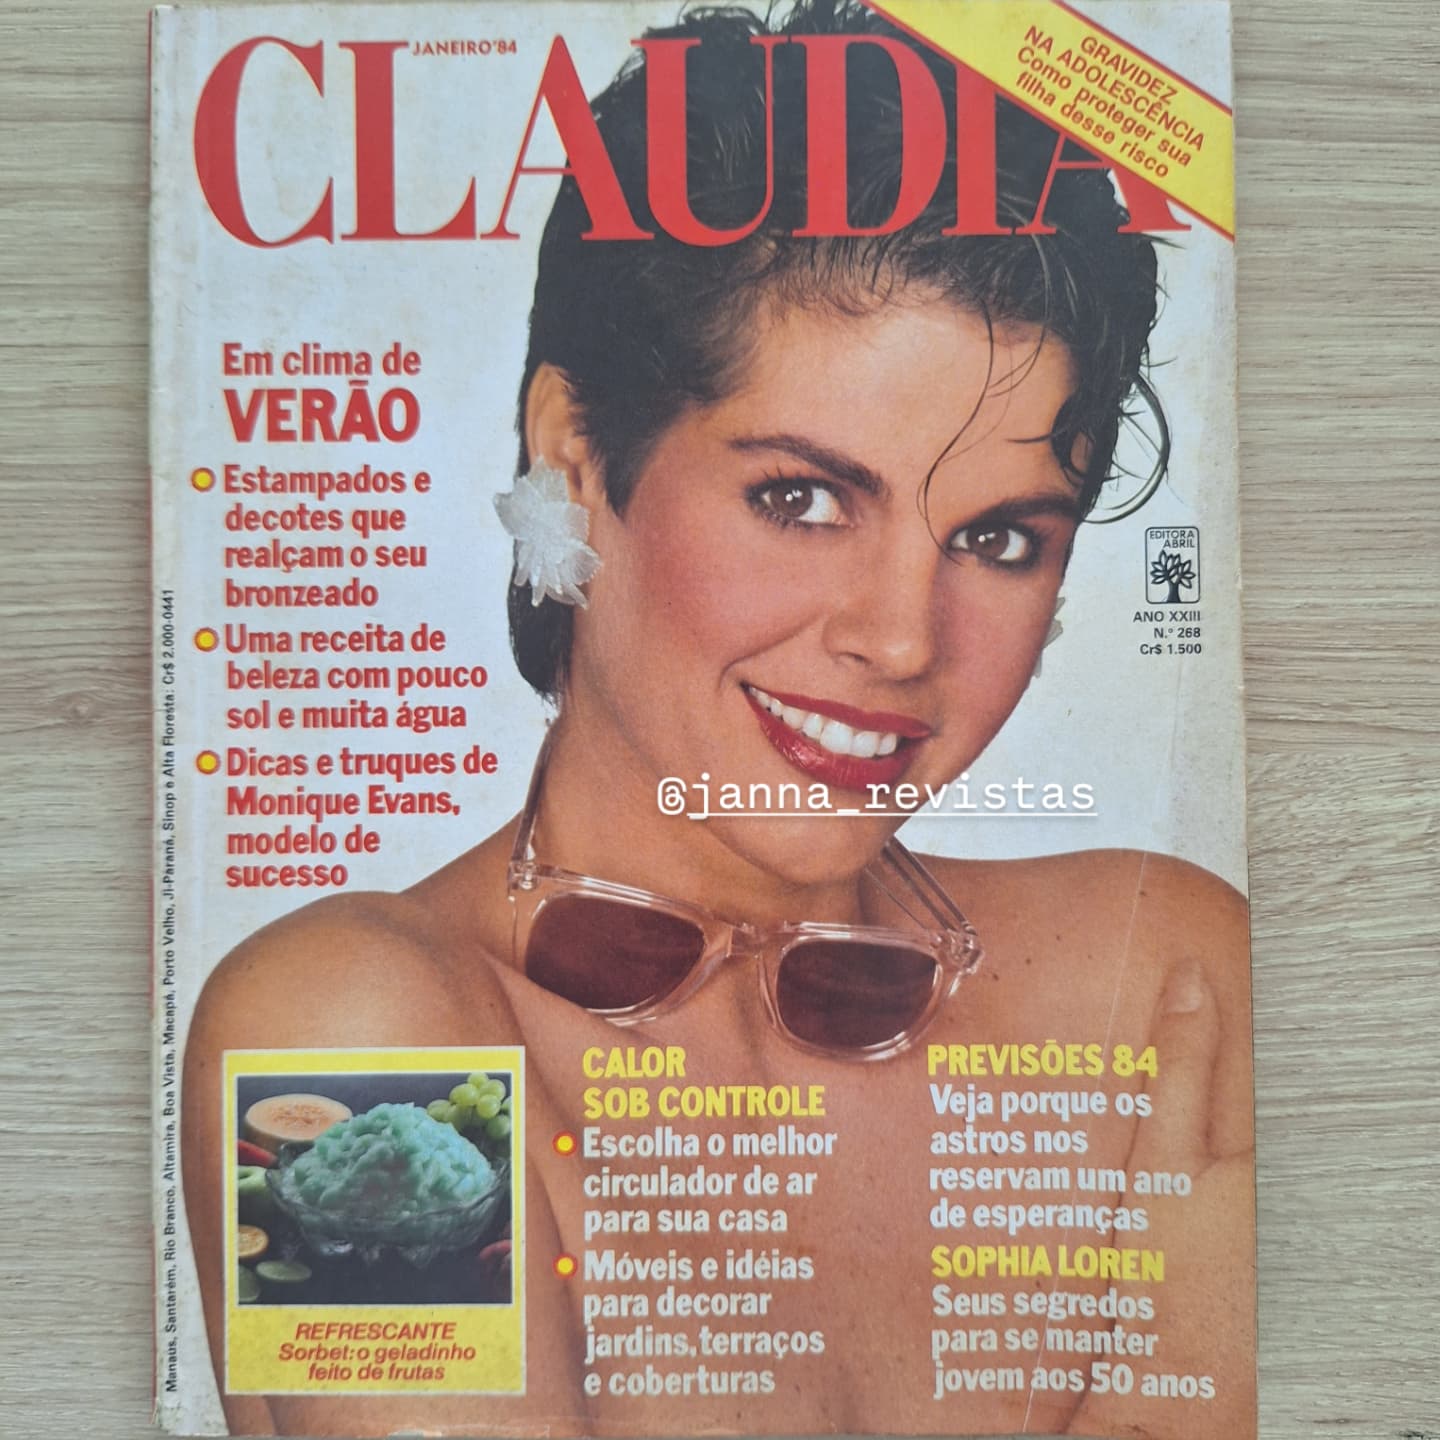 CLAUDIA
JANEIRO'84
GRAVIDEZ
NA ADOLESCÊNCIA
Como proteger sua
filha desse risco
Em clima de
VERÃO
Estampados e
decotes que
realçam o seu
bronzeado
Uma receita de
beleza com pouco
sol e muita água
Dicas e truques de
Monique Evans,
modelo de
sucesso
EDITORA
ABRIL
ANO XXIII
N.º 268
Cr$ 1.500
@janna_revistas
Manaus, Santarém, Rio Branco, Altamira, Boa Vista, Macapá, Porto Velho, Ji-Paraná, Sinop e Alta Floresta: Cr$ 2.000-0441
REFRESCANTE
Sorbet: o geladinho
feito de frutas
CALOR
SOB CONTROLE
Escolha o melhor
circulador de ar
para sua casa
Móveis e idéias
para decorar
jardins, terraços
e coberturas
PREVISÕES 84
Veja porque os
astros nos
reservam um ano
de esperanças
SOPHIA LOREN
Seus segredos
para se manter
jovem aos 50 anos